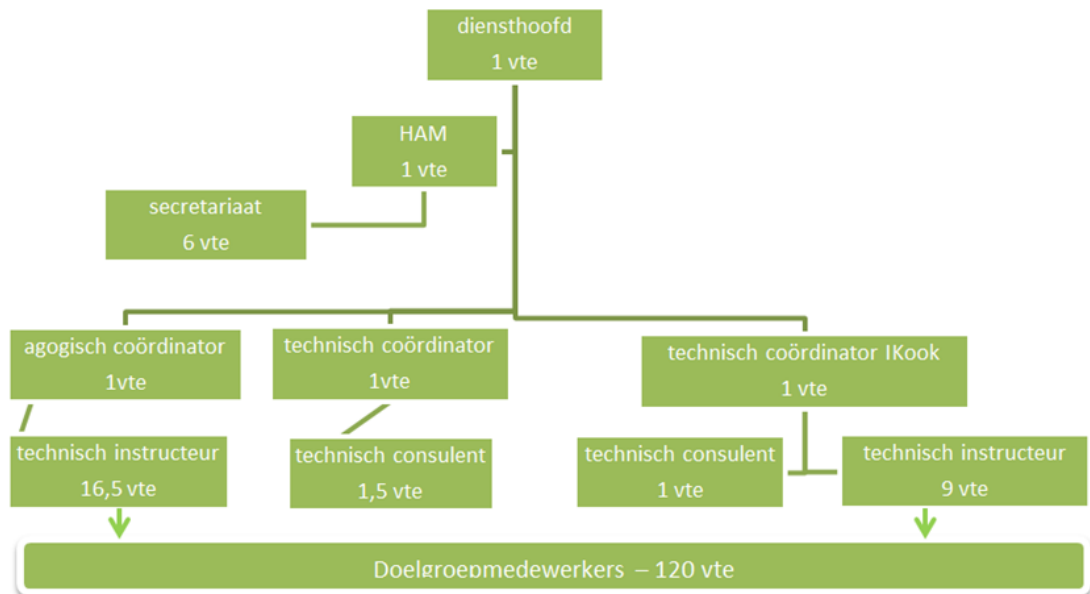 diensthoofd
1 vte
HAM
1 vte
secretariaat
6 vte
agogisch coördinator
1vte
technisch coördinator
1vte
technisch coördinator IKook
1 vte
technisch instructeur
16,5 vte
technisch consulent
1,5 vte
technisch consulent
1 vte
technisch instructeur
9 vte
Doelgroepmedewerkers – 120 vte